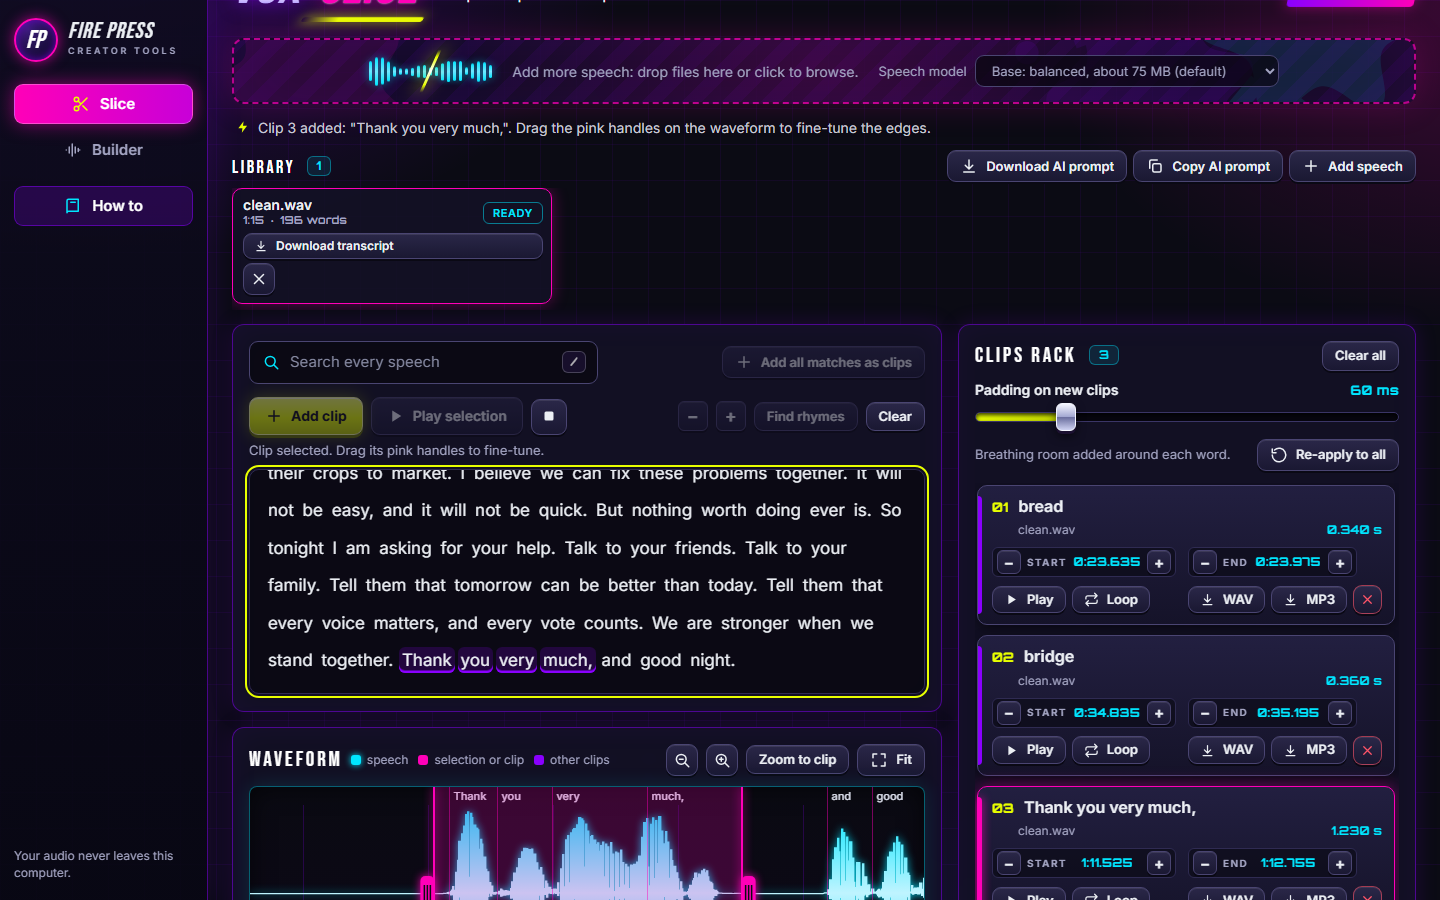 FP
FIRE PRESS
CREATOR TOOLS
Slice
Builder
How to
Your audio never leaves this
computer.
Add more speech: drop files here or click to browse.
Speech model
Base: balanced, about 75 MB (default)
Clip 3 added: "Thank you very much,". Drag the pink handles on the waveform to fine-tune the edges.
LIBRARY 1
Download AI prompt
Copy AI prompt
Add speech
clean.wav
1:15 · 196 words
READY
Download transcript
Search every speech /
Add all matches as clips
Add clip
Play selection
Find rhymes
Clear
Clip selected. Drag its pink handles to fine-tune.
their crops to market. I believe we can fix these problems together. It will
not be easy, and it will not be quick. But nothing worth doing ever is. So
tonight I am asking for your help. Talk to your friends. Talk to your
family. Tell them that tomorrow can be better than today. Tell them that
every voice matters, and every vote counts. We are stronger when we
stand together. Thank you very much, and good night.
WAVEFORM
speech
selection or clip
other clips
Zoom to clip
Fit
Thank you very much, and good
CLIPS RACK 3
Clear all
Padding on new clips
60 ms
Breathing room added around each word.
Re-apply to all
01 bread
clean.wav
0.340 s
− START 0:23.635 +
− END 0:23.975 +
Play
Loop
WAV
MP3
02 bridge
clean.wav
0.360 s
− START 0:34.835 +
− END 0:35.195 +
Play
Loop
WAV
MP3
03 Thank you very much,
clean.wav
1.230 s
− START 1:11.525 +
− END 1:12.755 +
Play
Loop
WAV
MP3